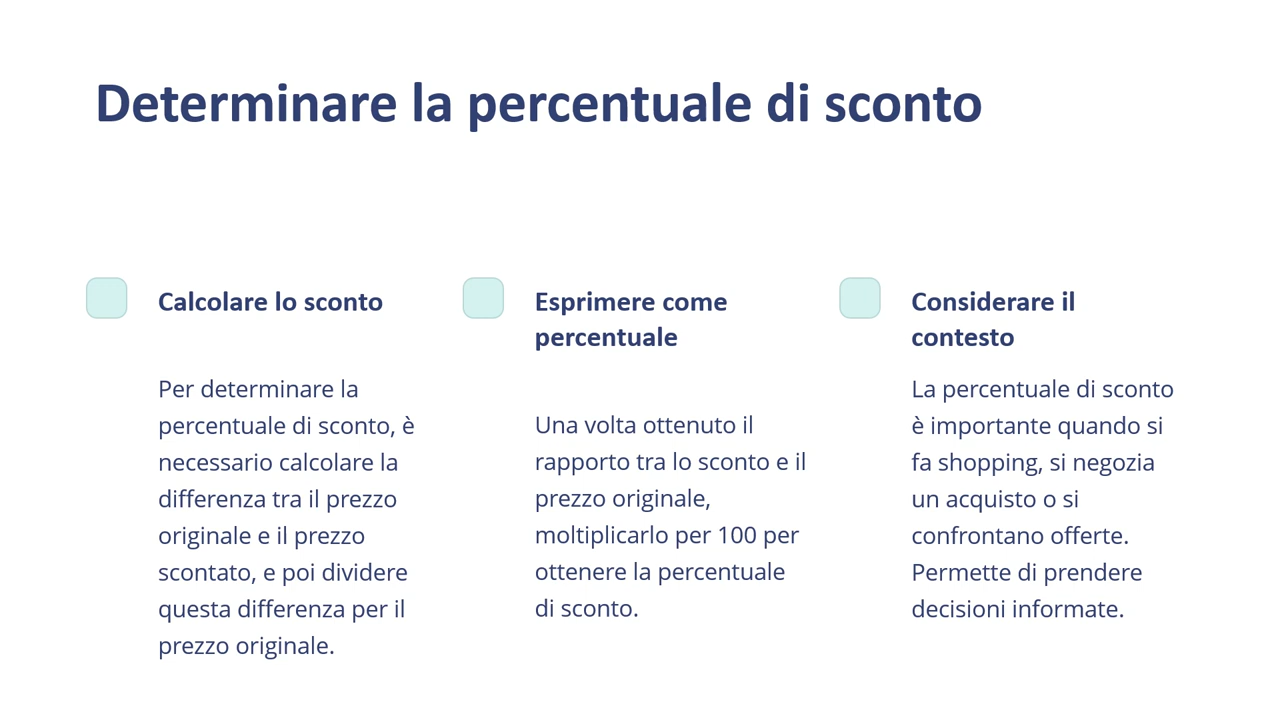 Determinare la percentuale di sconto
Calcolare lo sconto
Per determinare la
percentuale di sconto, è
necessario calcolare la
differenza tra il prezzo
originale e il prezzo
scontato, e poi dividere
questa differenza per il
prezzo originale.
Esprimere come
percentuale
Una volta ottenuto il
rapporto tra lo sconto e il
prezzo originale,
moltiplicarlo per 100 per
ottenere la percentuale
di sconto.
Considerare il
contesto
La percentuale di sconto
è importante quando si
fa shopping, si negozia
un acquisto o si
confrontano offerte.
Permette di prendere
decisioni informate.